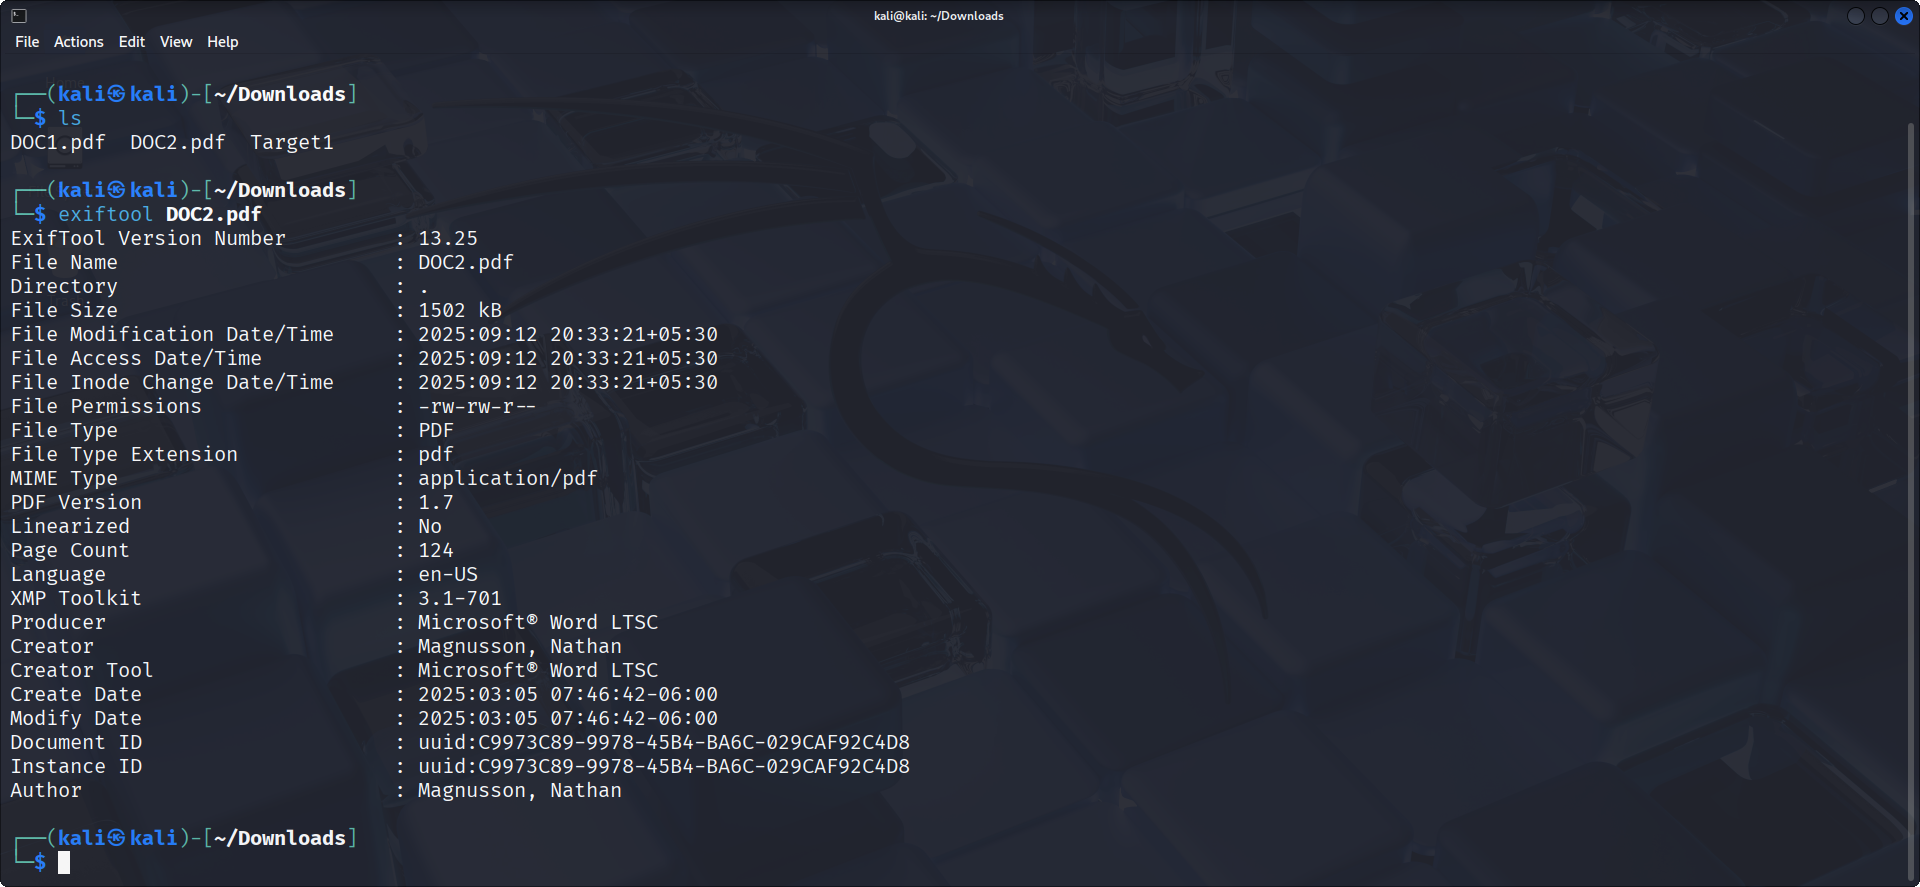 kali@kali: ~/Downloads
File Actions Edit View Help
┌──(kali㉿kali)-[~/Downloads]
└─$ ls
DOC1.pdf  DOC2.pdf  Target1
┌──(kali㉿kali)-[~/Downloads]
└─$ exiftool DOC2.pdf
ExifTool Version Number         : 13.25
File Name                       : DOC2.pdf
Directory                       : .
File Size                       : 1502 kB
File Modification Date/Time     : 2025:09:12 20:33:21+05:30
File Access Date/Time           : 2025:09:12 20:33:21+05:30
File Inode Change Date/Time     : 2025:09:12 20:33:21+05:30
File Permissions                : -rw-rw-r--
File Type                       : PDF
File Type Extension             : pdf
MIME Type                       : application/pdf
PDF Version                     : 1.7
Linearized                      : No
Page Count                      : 124
Language                        : en-US
XMP Toolkit                     : 3.1-701
Producer                        : Microsoft® Word LTSC
Creator                         : Magnusson, Nathan
Creator Tool                    : Microsoft® Word LTSC
Create Date                     : 2025:03:05 07:46:42-06:00
Modify Date                     : 2025:03:05 07:46:42-06:00
Document ID                     : uuid:C9973C89-9978-45B4-BA6C-029CAF92C4D8
Instance ID                     : uuid:C9973C89-9978-45B4-BA6C-029CAF92C4D8
Author                          : Magnusson, Nathan
┌──(kali㉿kali)-[~/Downloads]
└─$